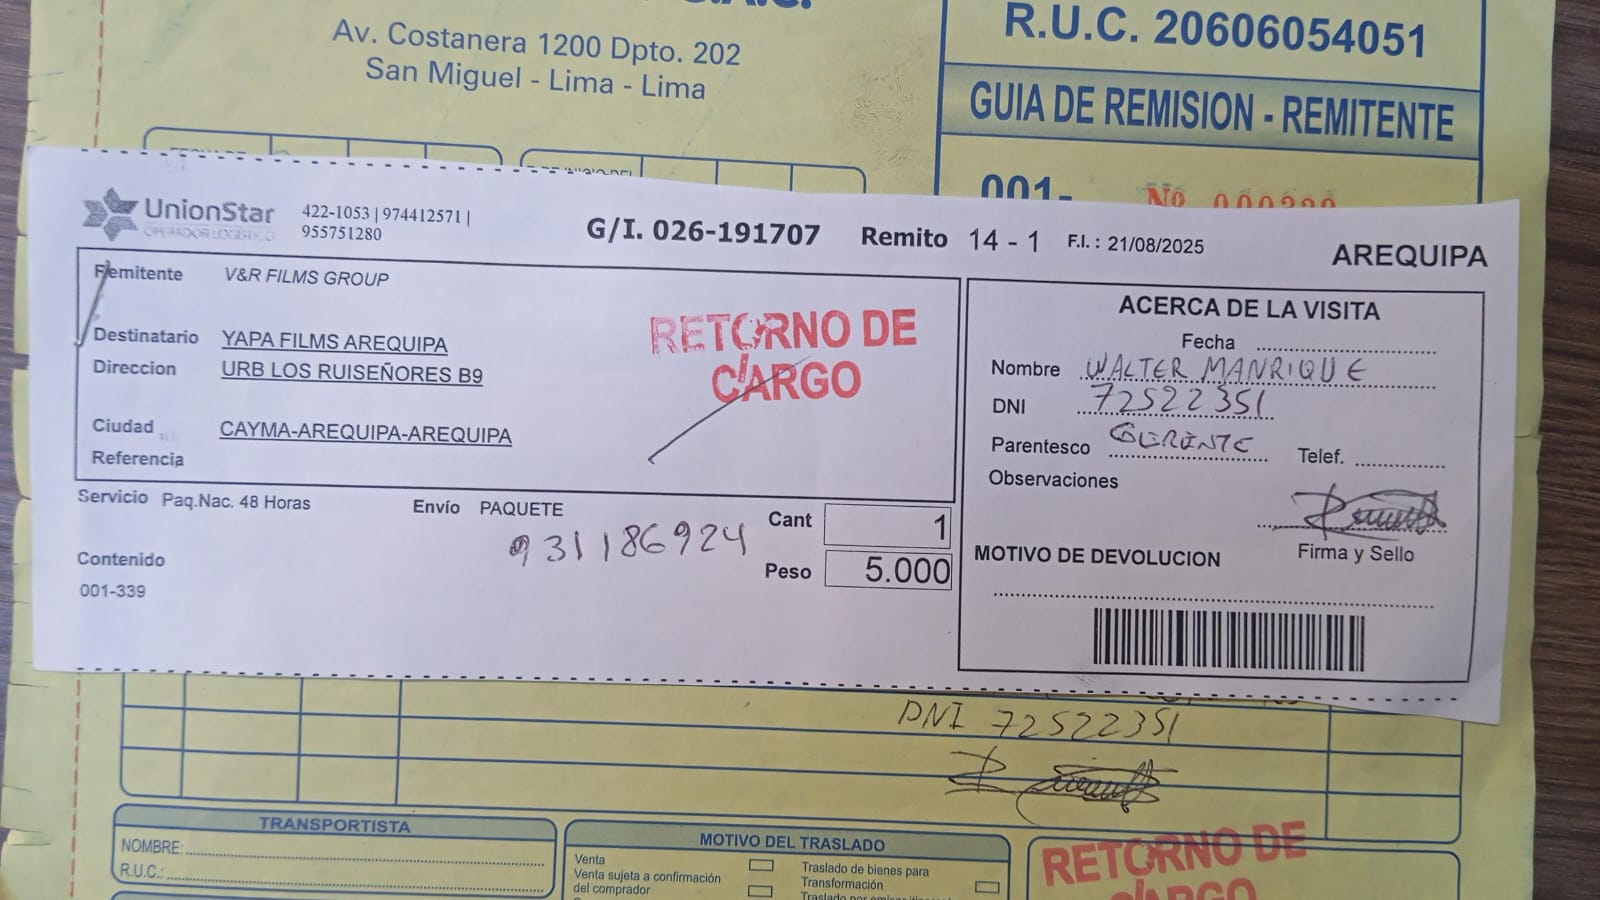 Av. Costanera 1200 Dpto. 202
San Miguel - Lima - Lima
R.U.C. 20606054051
GUIA DE REMISION - REMITENTE
001-
Nº
UnionStar
OPERADOR LOGISTICO
422-1053 | 974412571 |
955751280
G/I. 026-191707
Remito 14 - 1
F.I. : 21/08/2025
AREQUIPA
Remitente V&R FILMS GROUP
Destinatario YAPA FILMS AREQUIPA
Direccion URB LOS RUISEÑORES B9
Ciudad CAYMA-AREQUIPA-AREQUIPA
Referencia
RETORNO DE
CARGO
Servicio Paq.Nac. 48 Horas
Envío PAQUETE
931186924
Cant 1
Peso 5.000
Contenido
001-339
ACERCA DE LA VISITA
Fecha
Nombre WALTER MANRIQUE
DNI 72522351
Parentesco GERENTE
Telef.
Observaciones
Firma y Sello
MOTIVO DE DEVOLUCION
DNI 72522351
TRANSPORTISTA
NOMBRE:
R.U.C.:
MOTIVO DEL TRASLADO
Venta
Venta sujeta a confirmación
del comprador
Traslado de bienes para
Transformación
RETORNO DE
CARGO